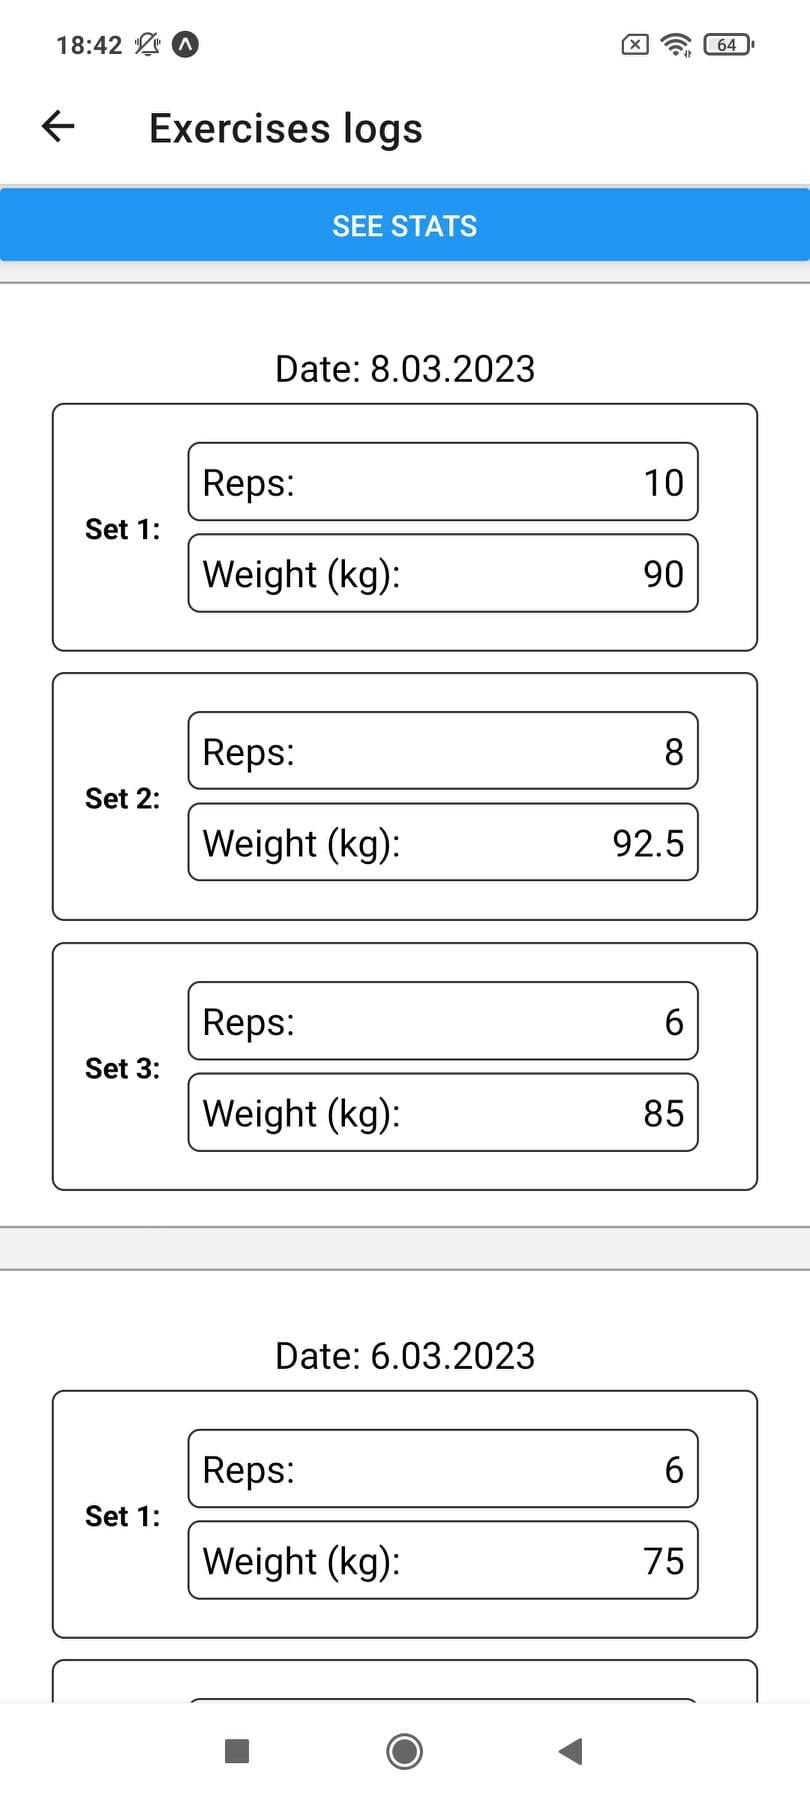 18:42
64
Exercises logs
SEE STATS
Date: 8.03.2023
Set 1:
Reps: 10
Weight (kg): 90
Set 2:
Reps: 8
Weight (kg): 92.5
Set 3:
Reps: 6
Weight (kg): 85
Date: 6.03.2023
Set 1:
Reps: 6
Weight (kg): 75